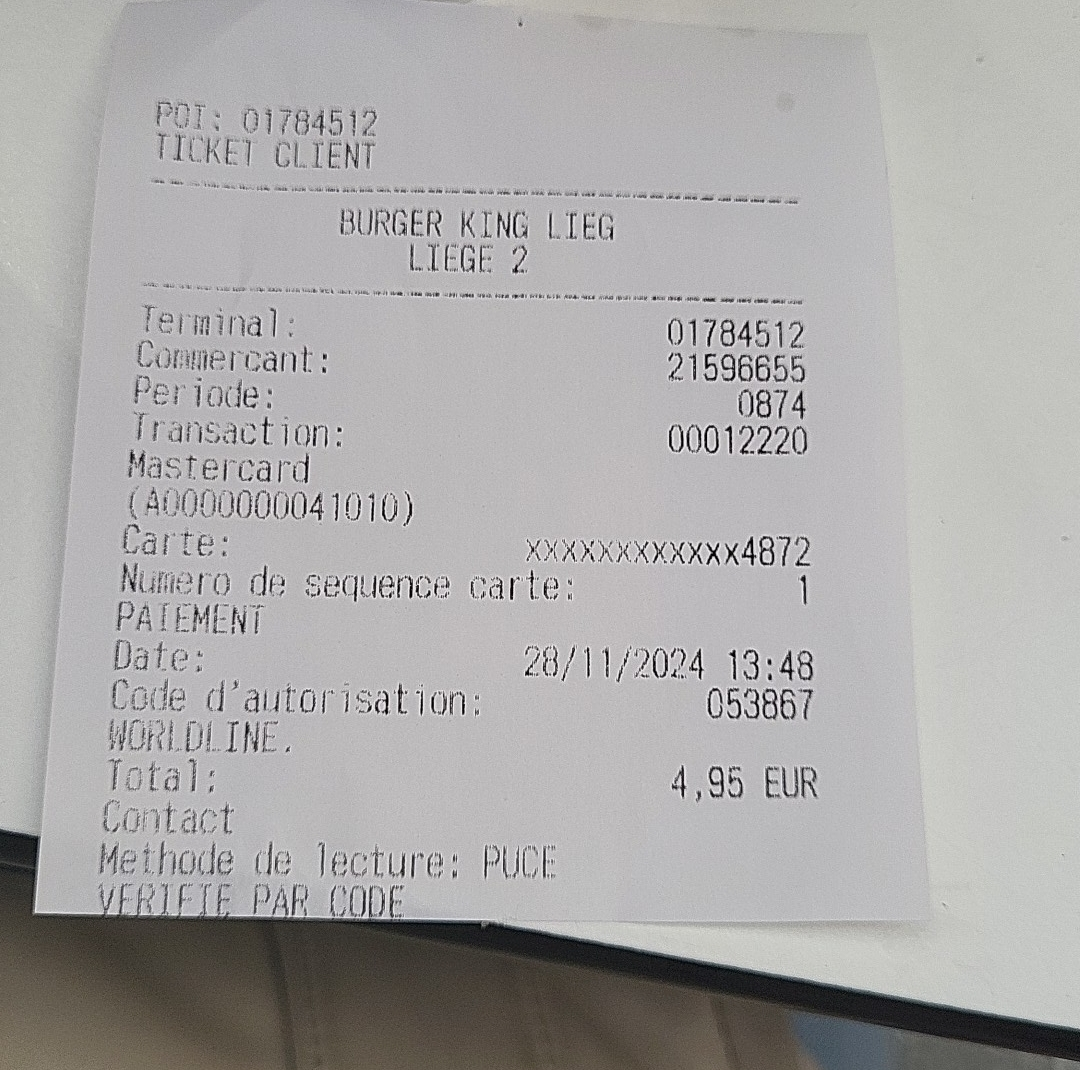 POI: 01784512
TICKET CLIENT
BURGER KING LIEG
LIEGE 2
Terminal: 01784512
Commercant: 21596655
Periode: 0874
Transaction: 00012220
Mastercard
(A0000000041010)
Carte: xxxxxxxxxxxx4872
Numero de sequence carte: 1
PAIEMENT
Date: 28/11/2024 13:48
Code d'autorisation: 053867
WORLDLINE.
Total: 4,95 EUR
Contact
Methode de lecture: PUCE
VERIFIE PAR CODE